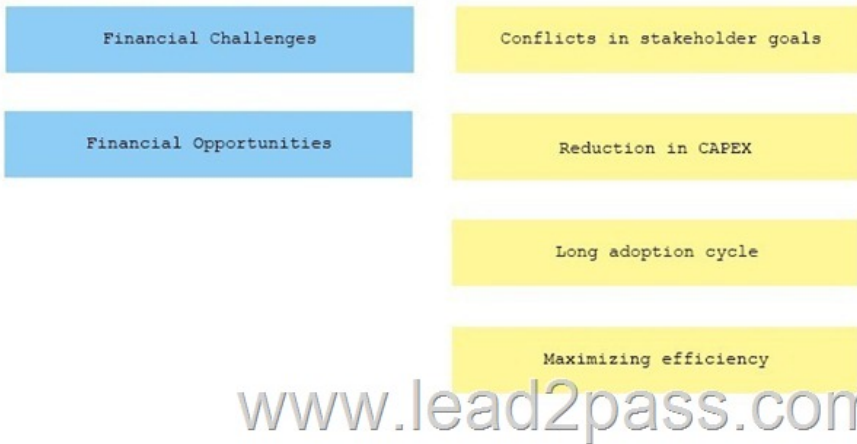 Financial Challenges
Financial Opportunities
Conflicts in stakeholder goals
Reduction in CAPEX
Long adoption cycle
Maximizing efficiency
www.lead2pass.com